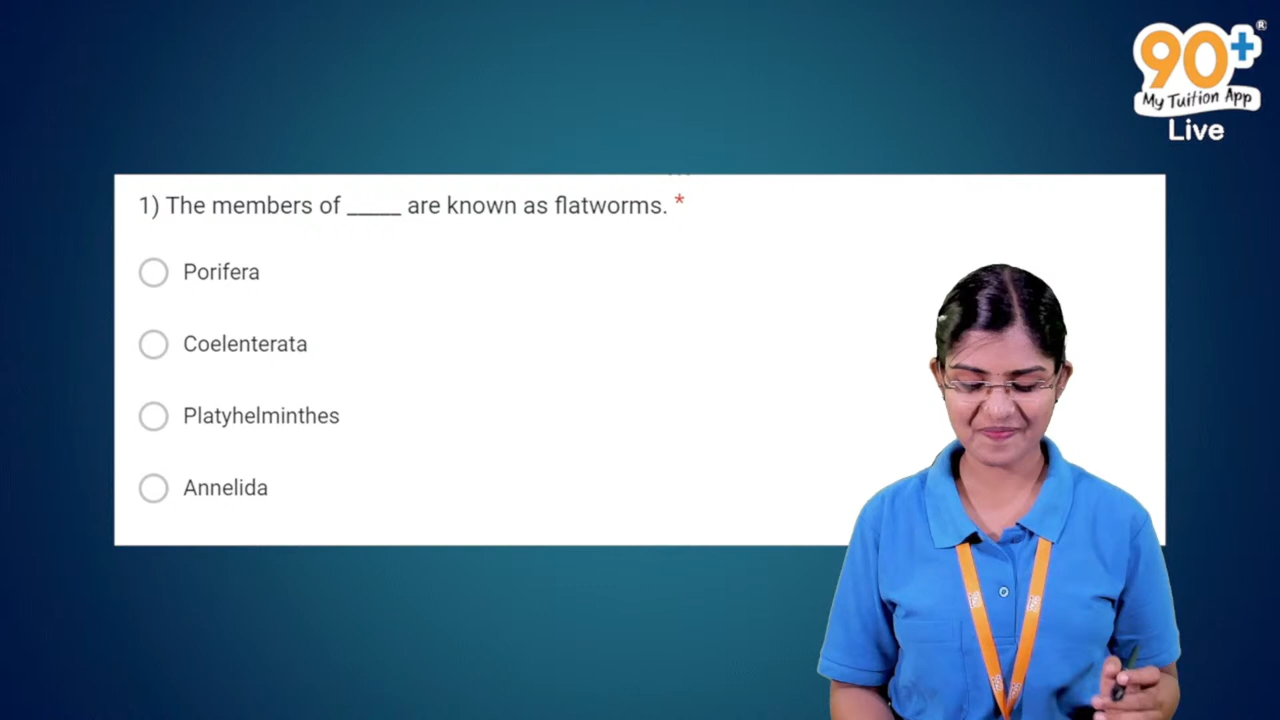 90+
®
My Tuition App
Live
1) The members of _____ are known as flatworms. *
Porifera
Coelenterata
Platyhelminthes
Annelida